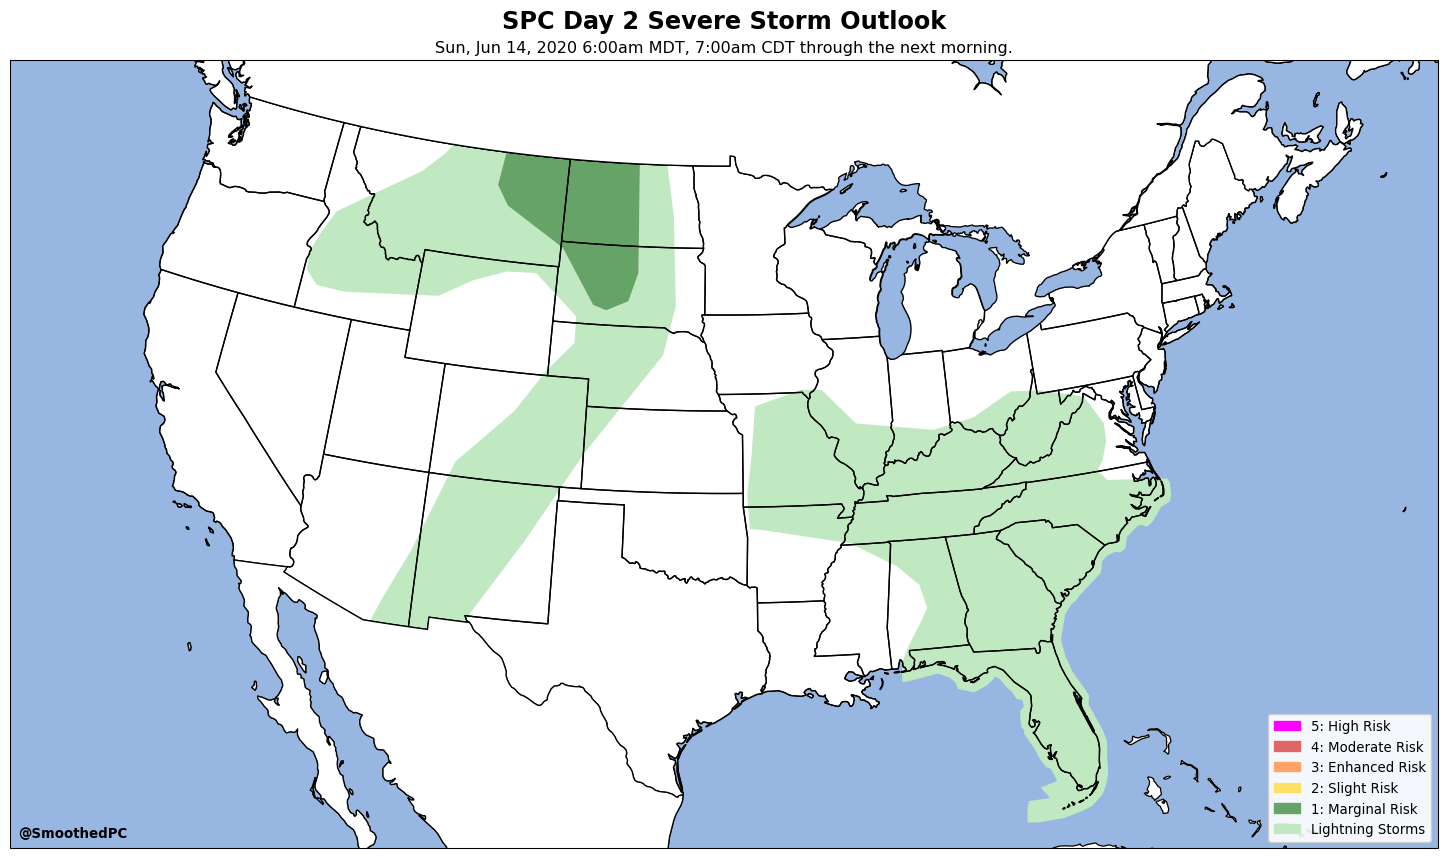 SPC Day 2 Severe Storm Outlook
Sun, Jun 14, 2020 6:00am MDT, 7:00am CDT through the next morning.
5: High Risk
4: Moderate Risk
3: Enhanced Risk
2: Slight Risk
1: Marginal Risk
Lightning Storms
@SmoothedPC